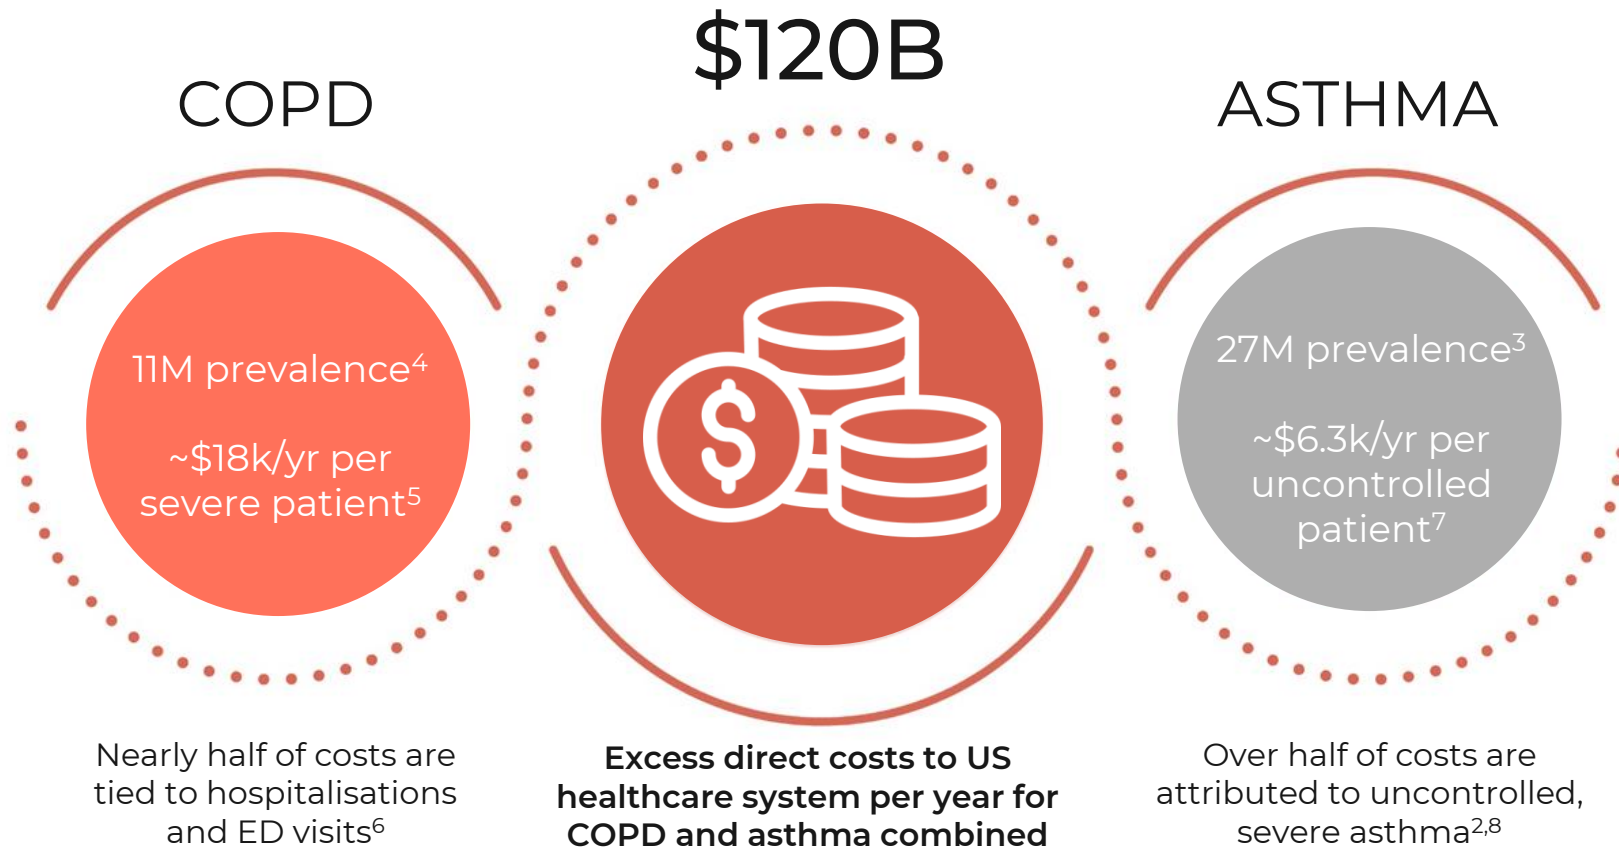 COPD
11M prevalence⁴
~$18k/yr per
severe patient⁵
Nearly half of costs are
tied to hospitalisations
and ED visits⁶
$120B
$
Excess direct costs to US
healthcare system per year for
COPD and asthma combined
ASTHMA
27M prevalence³
~$6.3k/yr per
uncontrolled
patient⁷
Over half of costs are
attributed to uncontrolled,
severe asthma²,⁸